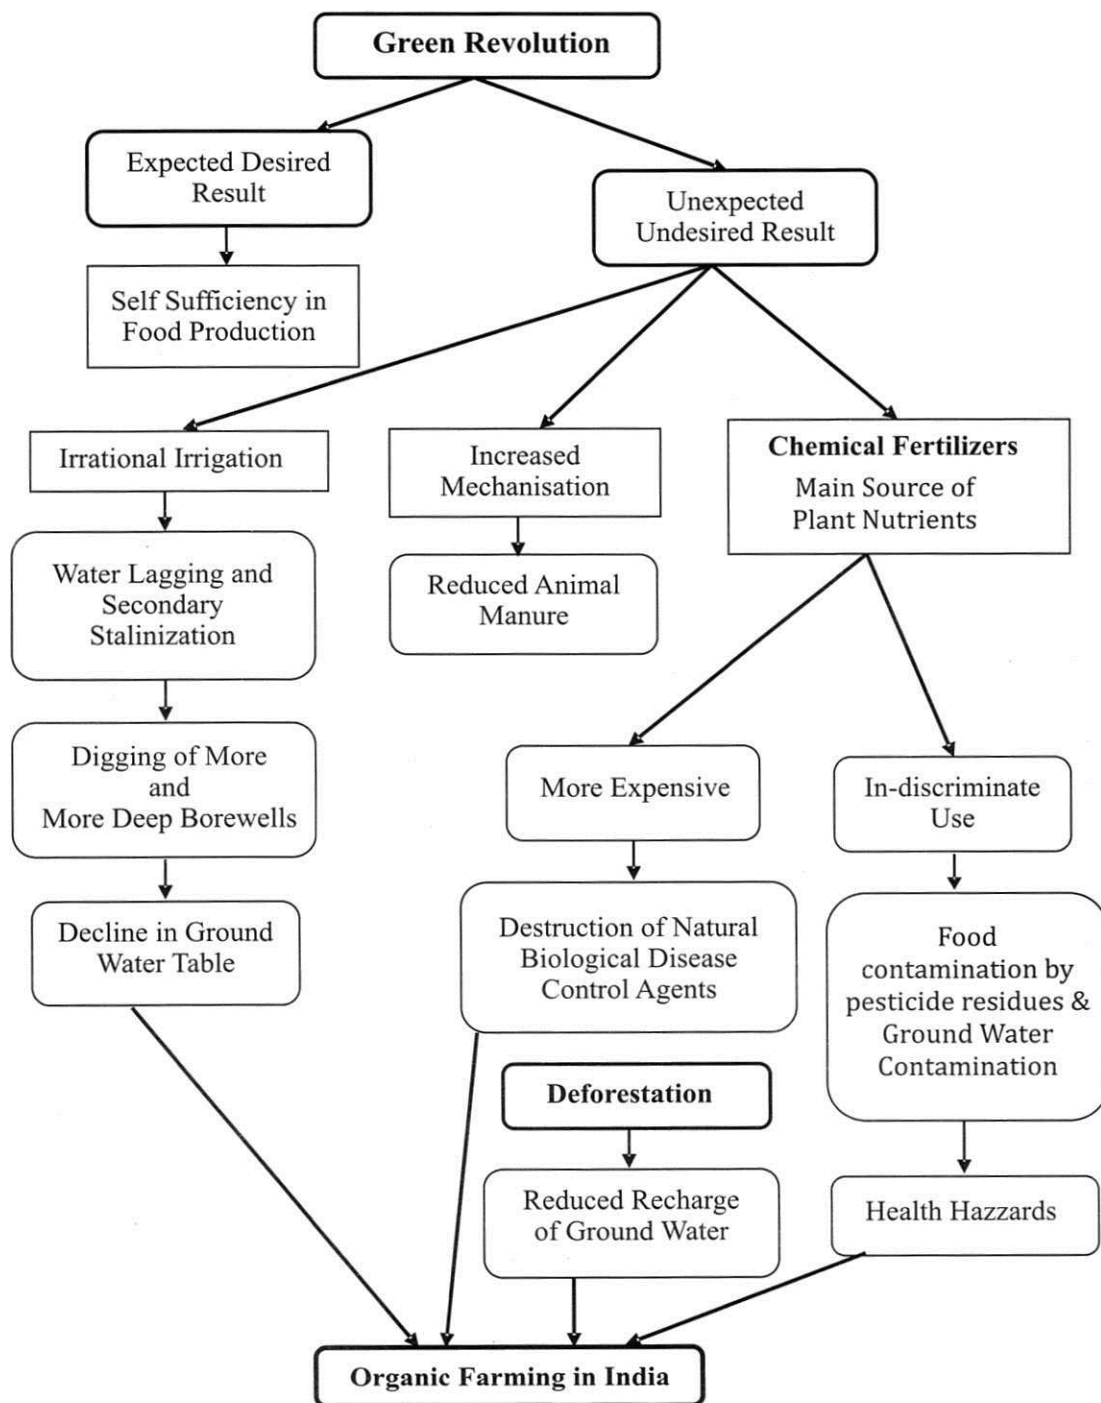 Green Revolution
Expected Desired
Result
Unexpected
Undesired Result
Self Sufficiency in
Food Production
Irrational Irrigation
Increased
Mechanisation
Chemical Fertilizers
Main Source of
Plant Nutrients
Water Lagging and
Secondary
Stalinization
Reduced Animal
Manure
Digging of More
and
More Deep Borewells
More Expensive
In-discriminate
Use
Decline in Ground
Water Table
Destruction of Natural
Biological Disease
Control Agents
Food
contamination by
pesticide residues &
Ground Water
Contamination
Deforestation
Reduced Recharge
of Ground Water
Health Hazzards
Organic Farming in India